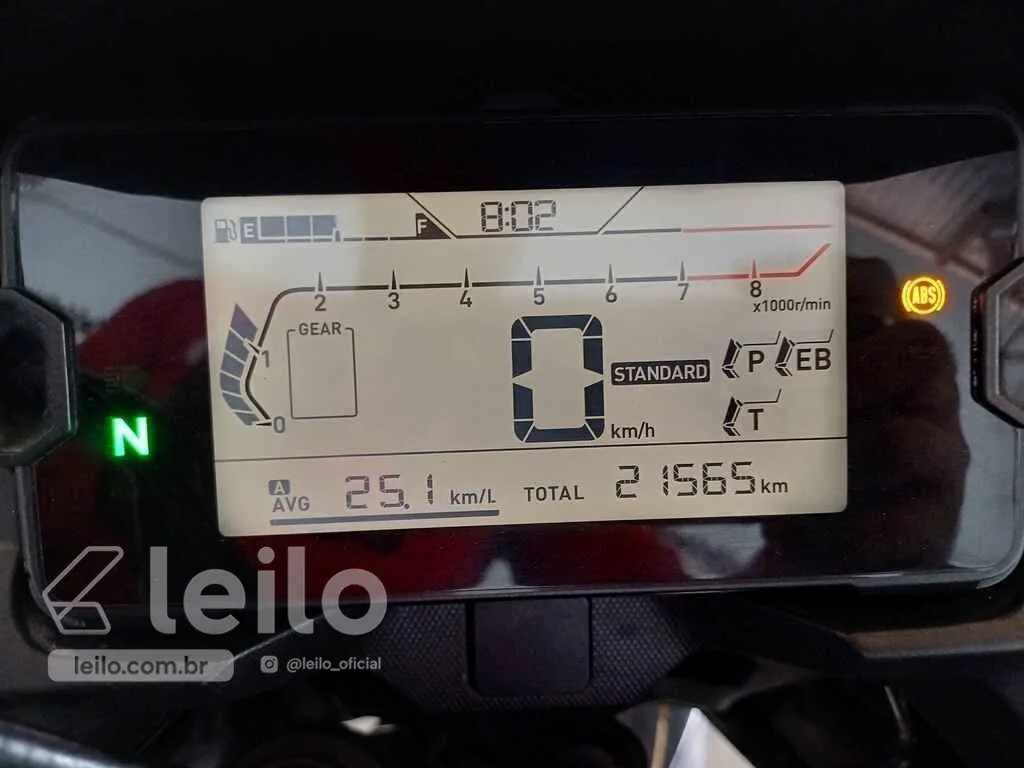 E F 8:02
2 3 4 5 6 7 8
x1000r/min
1
0
GEAR
0 km/h
STANDARD
P EB
T
ABS
N
A
AVG 25.1 km/L TOTAL 21565 km
leilo
leilo.com.br @leilo_oficial